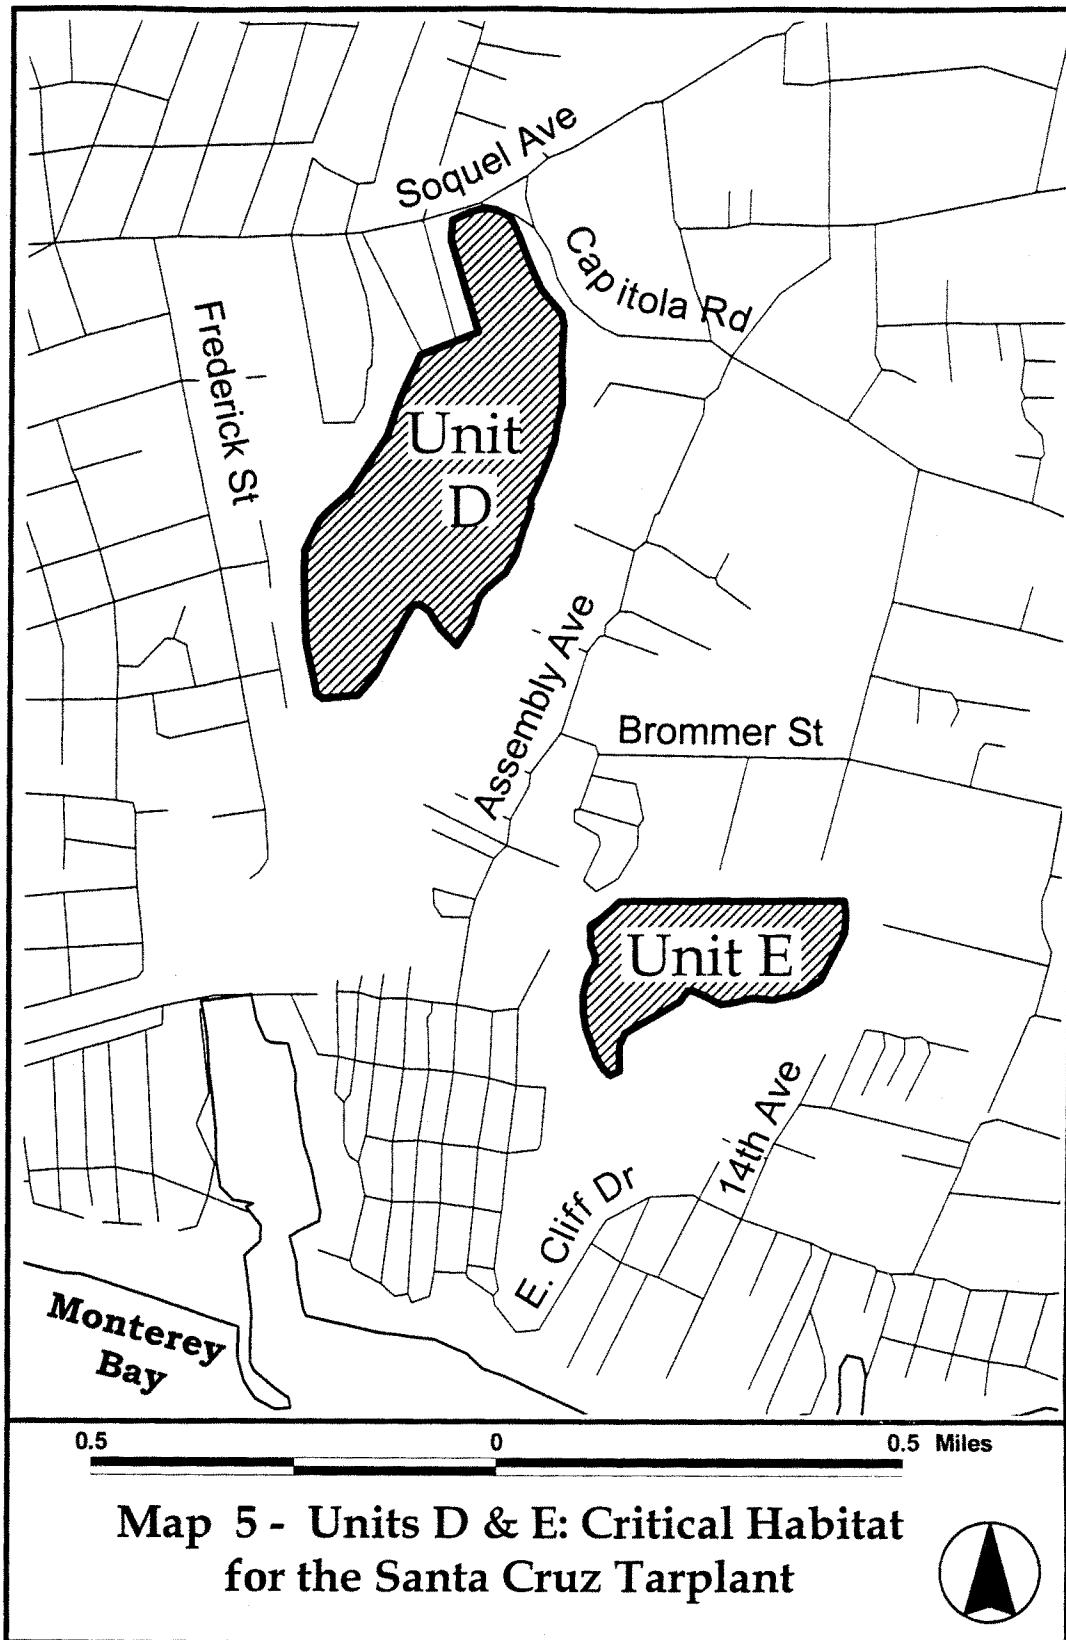 Soquel Ave
Capitola Rd
Frederick St
Unit
D
Assembly Ave
Brommer St
Unit E
14th Ave
E. Cliff Dr
Monterey
Bay
0.5 0 0.5 Miles
Map 5 - Units D & E: Critical Habitat
for the Santa Cruz Tarplant